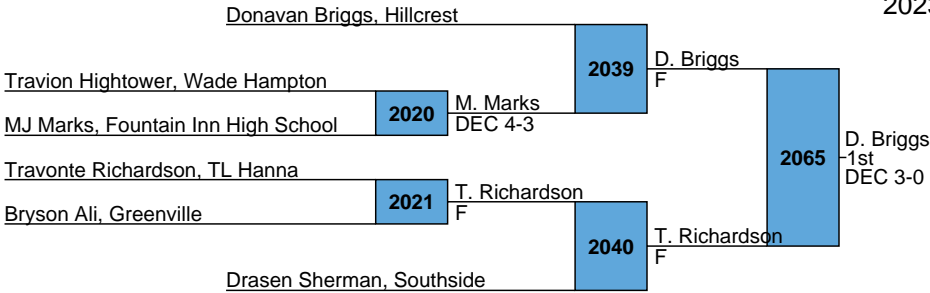 2023
Donavan Briggs, Hillcrest
2039
D. Briggs
F
Travion Hightower, Wade Hampton
2020
M. Marks
DEC 4-3
MJ Marks, Fountain Inn High School
2065
D. Briggs
1st
DEC 3-0
Travonte Richardson, TL Hanna
2021
T. Richardson
F
Bryson Ali, Greenville
2040
T. Richardson
F
Drasen Sherman, Southside